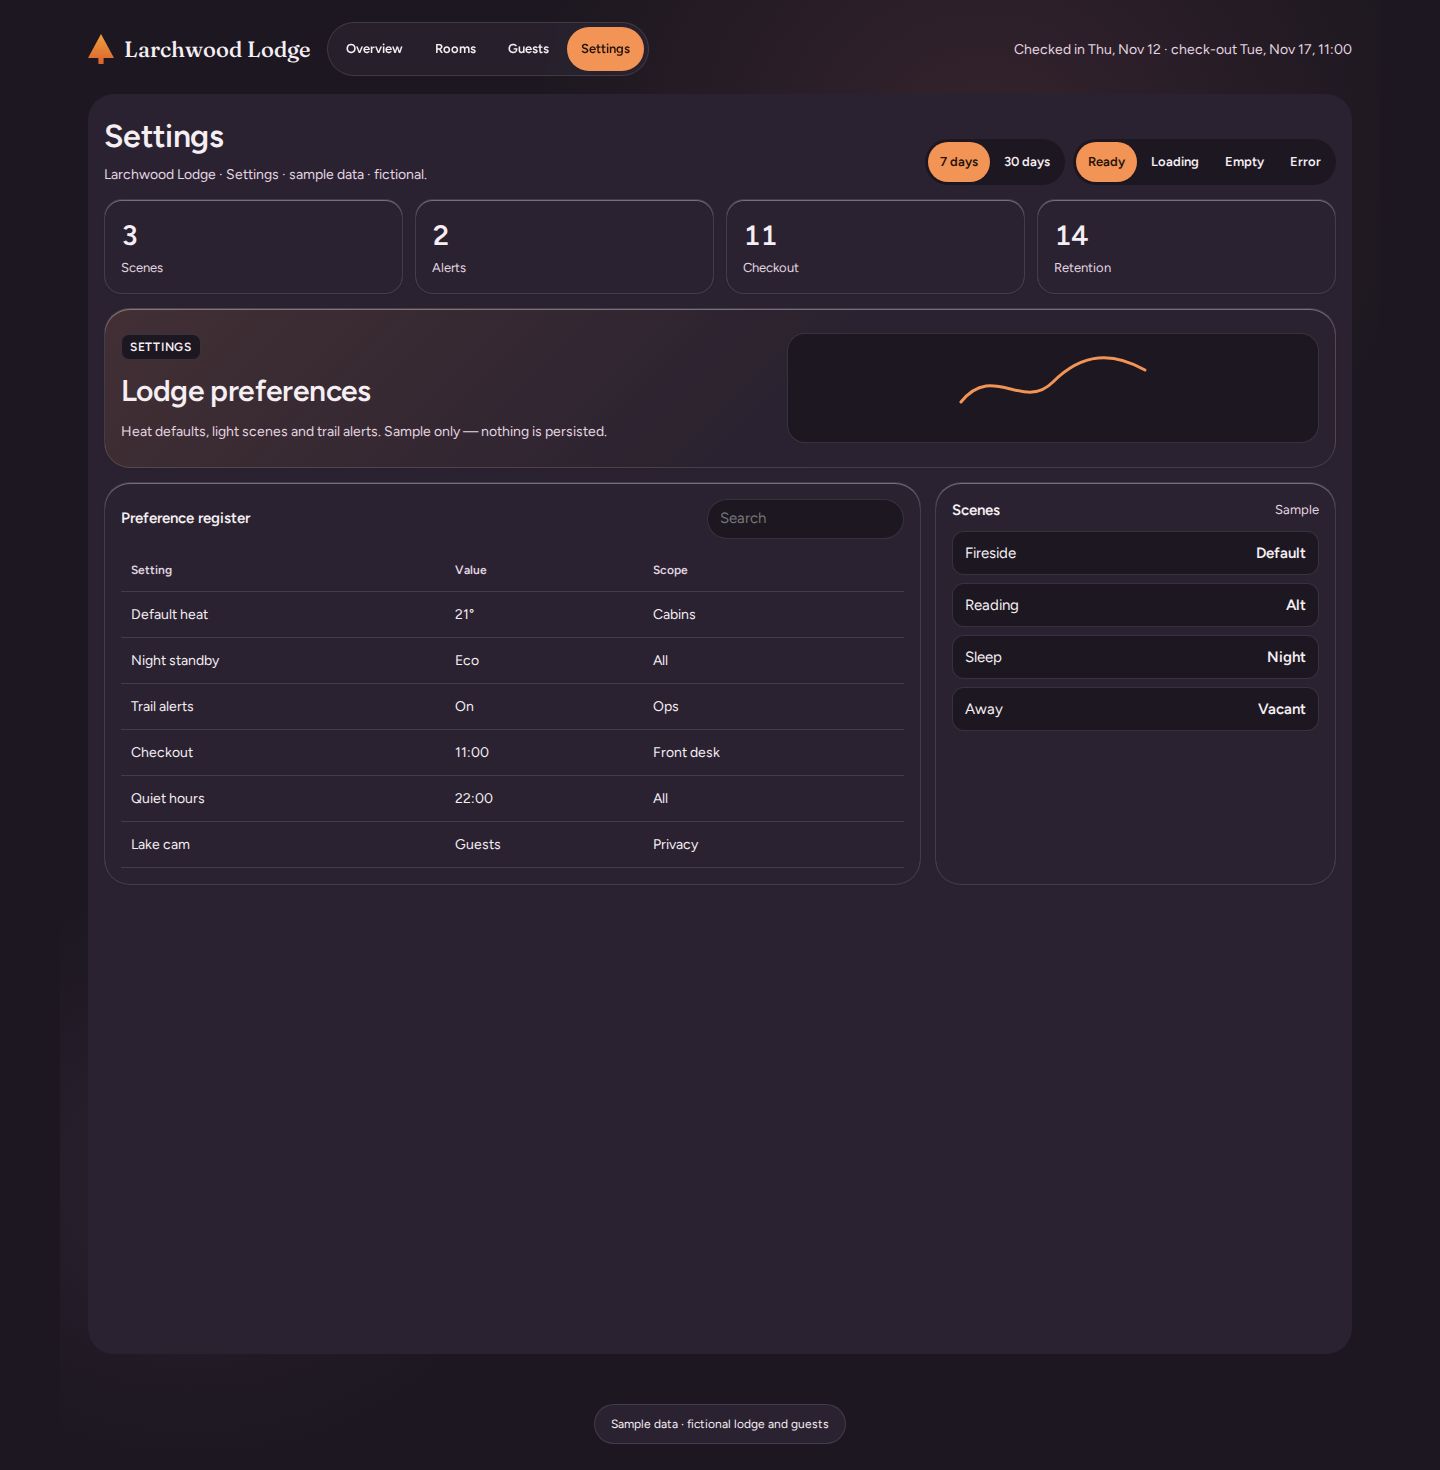 Larchwood Lodge
Overview Rooms Guests Settings
Checked in Thu, Nov 12 · check-out Tue, Nov 17, 11:00
Settings
Larchwood Lodge · Settings · sample data · fictional.
7 days 30 days
Ready Loading Empty Error
3
Scenes
2
Alerts
11
Checkout
14
Retention
SETTINGS
Lodge preferences
Heat defaults, light scenes and trail alerts. Sample only — nothing is persisted.
Preference register
Search
Setting Value Scope
Default heat 21° Cabins
Night standby Eco All
Trail alerts On Ops
Checkout 11:00 Front desk
Quiet hours 22:00 All
Lake cam Guests Privacy
Scenes Sample
Fireside Default
Reading Alt
Sleep Night
Away Vacant
Sample data · fictional lodge and guests